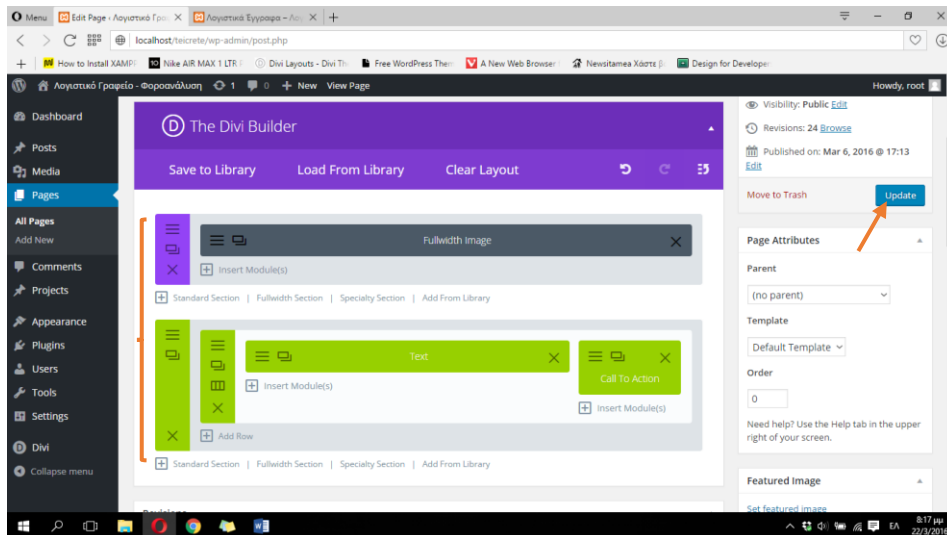 Menu
Edit Page ‹ Λογιστικό Γρα
Λογιστικά Έγγραφα – Λογ
localhost/teicrete/wp-admin/post.php
How to Install XAMPP
Nike AIR MAX 1 LTR
Divi Layouts - Divi Th
Free WordPress Them
A New Web Browser
Newsitamea Χάστε β
Design for Developer
Λογιστικό Γραφείο - Φοροανάλυση
1
0
New
View Page
Howdy, root
Dashboard
Posts
Media
Pages
All Pages
Add New
Comments
Projects
Appearance
Plugins
Users
Tools
Settings
Divi
Collapse menu
D The Divi Builder
Save to Library
Load From Library
Clear Layout
Fullwidth Image
Insert Module(s)
Standard Section | Fullwidth Section | Specialty Section | Add From Library
Text
Insert Module(s)
Call To Action
Insert Module(s)
Add Row
Standard Section | Fullwidth Section | Specialty Section | Add From Library
Revisions
Visibility: Public Edit
Revisions: 24 Browse
Published on: Mar 6, 2016 @ 17:13
Edit
Move to Trash
Update
Page Attributes
Parent
(no parent)
Template
Default Template
Order
0
Need help? Use the Help tab in the upper
right of your screen.
Featured Image
Set featured image
ΕΛ
8:17 μμ
22/3/2016